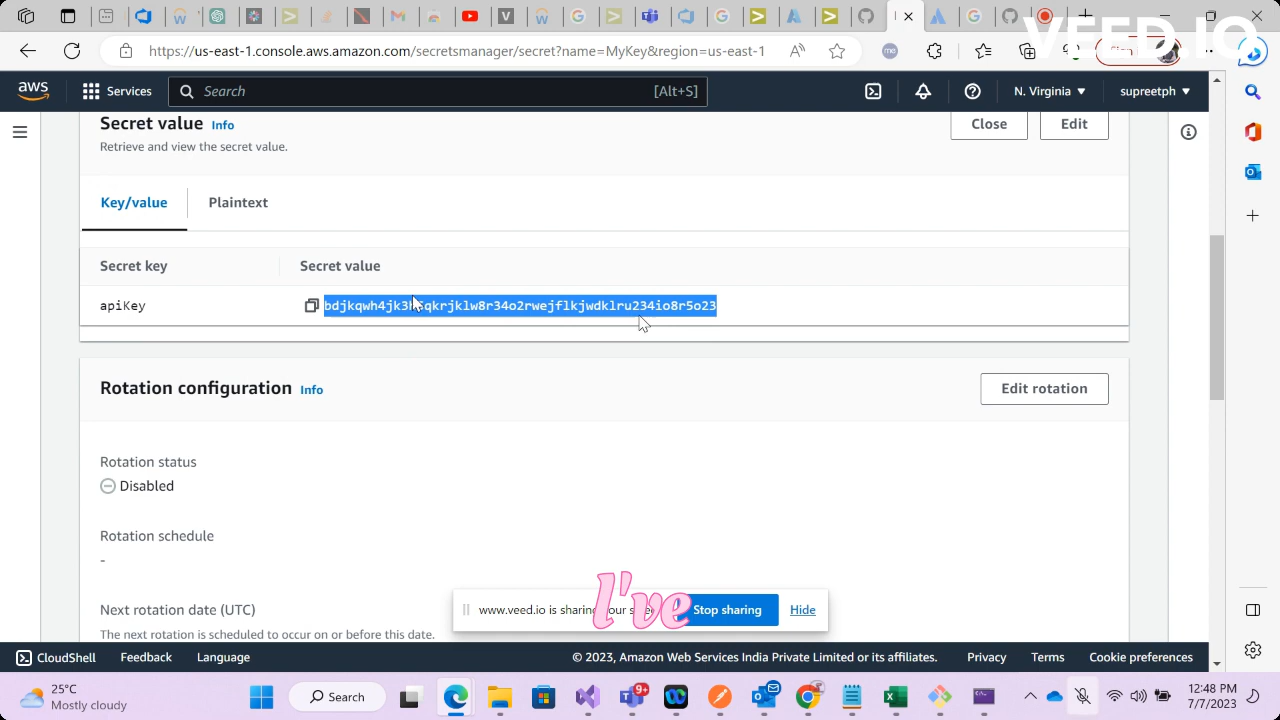 VEED.IO
https://us-east-1.console.aws.amazon.com/secretsmanager/secret?name=MyKey&region=us-east-1
aws
Services
Search
[Alt+S]
N. Virginia
supreetph
Secret value Info
Close
Edit
Retrieve and view the secret value.
Key/value
Plaintext
Secret key
Secret value
apiKey
Rotation configuration Info
Edit rotation
Rotation status
Disabled
Rotation schedule
-
Next rotation date (UTC)
The next rotation is scheduled to occur on or before this date.
www.veed.io is sharing
Stop sharing
Hide
I've
CloudShell
Feedback
Language
© 2023, Amazon Web Services India Private Limited or its affiliates.
Privacy
Terms
Cookie preferences
25°C
Mostly cloudy
Search
9+
12:48 PM
7/7/2023